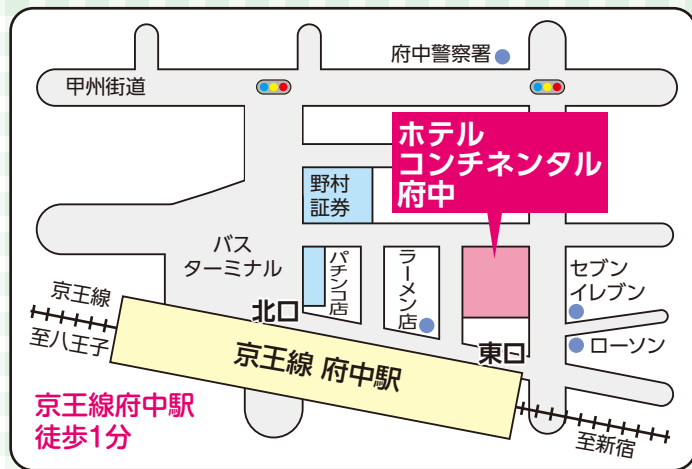 府中警察署
甲州街道
ホテル
コンチネンタル
府中
野村
証券
バス
ターミナル
パチンコ店
ラーメン店
セブン
イレブン
京王線
北口
至八王子
ローソン
東口
京王線 府中駅
京王線府中駅
徒歩1分
至新宿